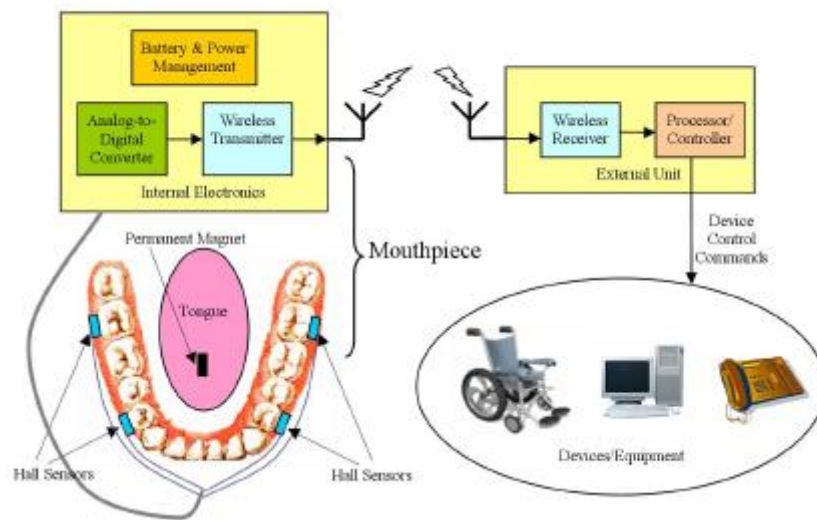 Battery & Power
Management
Analog-to-
Digital
Converter
Wireless
Transmitter
Internal Electronics
Wireless
Receiver
Processor/
Controller
External Unit
Permanent Magnet
Mouthpiece
Device
Control
Commands
Tongue
Hall Sensors
Hall Sensors
Devices/Equipment